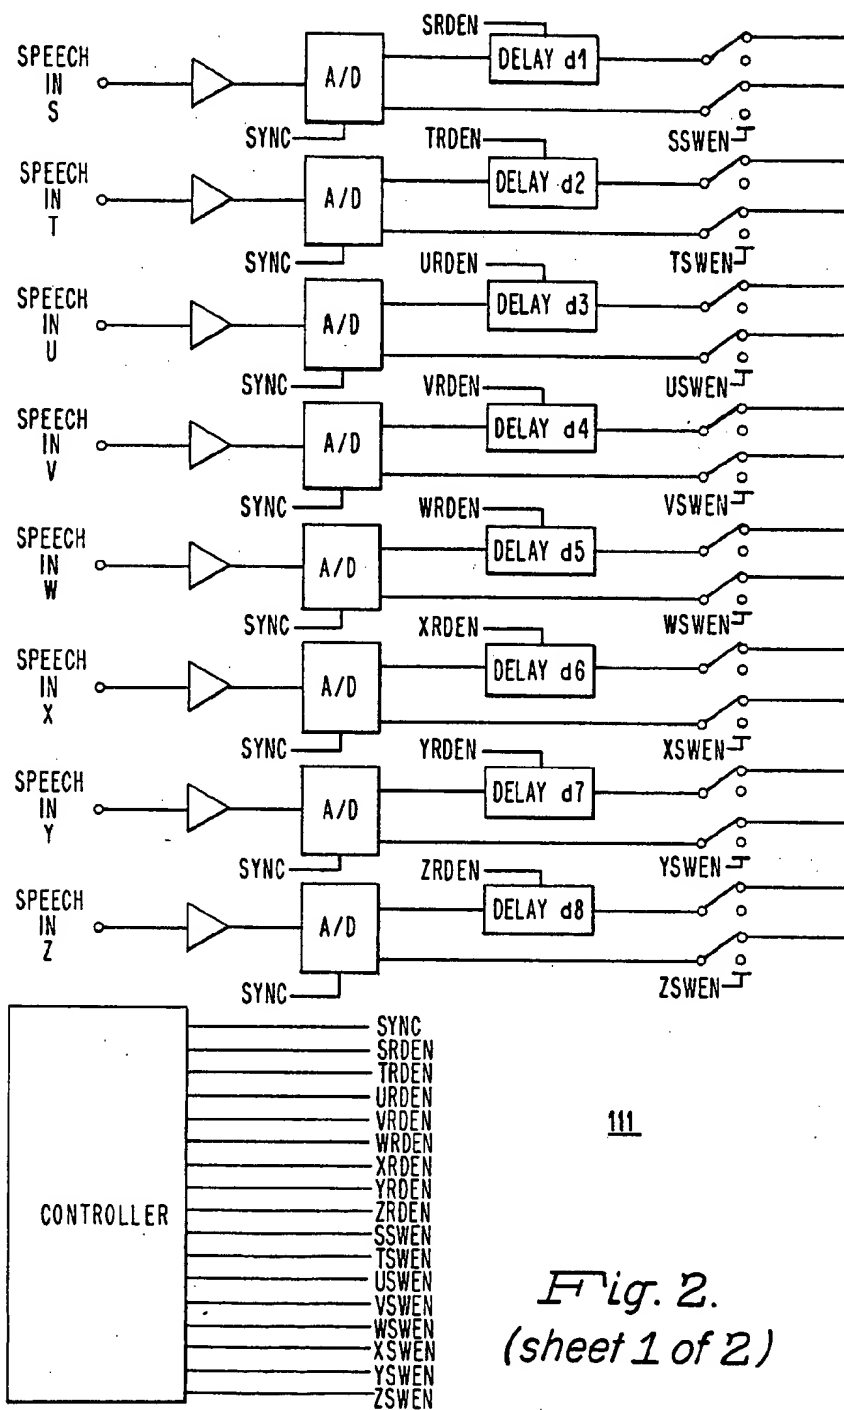 SRDEN
SPEECH
IN
S
A/D
DELAY d1
SYNC
SSWEN
TRDEN
SPEECH
IN
T
A/D
DELAY d2
SYNC
TSWEN
URDEN
SPEECH
IN
U
A/D
DELAY d3
SYNC
USWEN
VRDEN
SPEECH
IN
V
A/D
DELAY d4
SYNC
VSWEN
WRDEN
SPEECH
IN
W
A/D
DELAY d5
SYNC
WSWEN
XRDEN
SPEECH
IN
X
A/D
DELAY d6
SYNC
XSWEN
YRDEN
SPEECH
IN
Y
A/D
DELAY d7
SYNC
YSWEN
ZRDEN
SPEECH
IN
Z
A/D
DELAY d8
SYNC
ZSWEN
CONTROLLER
SYNC
SRDEN
TRDEN
URDEN
VRDEN
WRDEN
XRDEN
YRDEN
ZRDEN
SSWEN
TSWEN
USWEN
VSWEN
WSWEN
XSWEN
YSWEN
ZSWEN
111
Fig. 2.
(sheet 1 of 2)